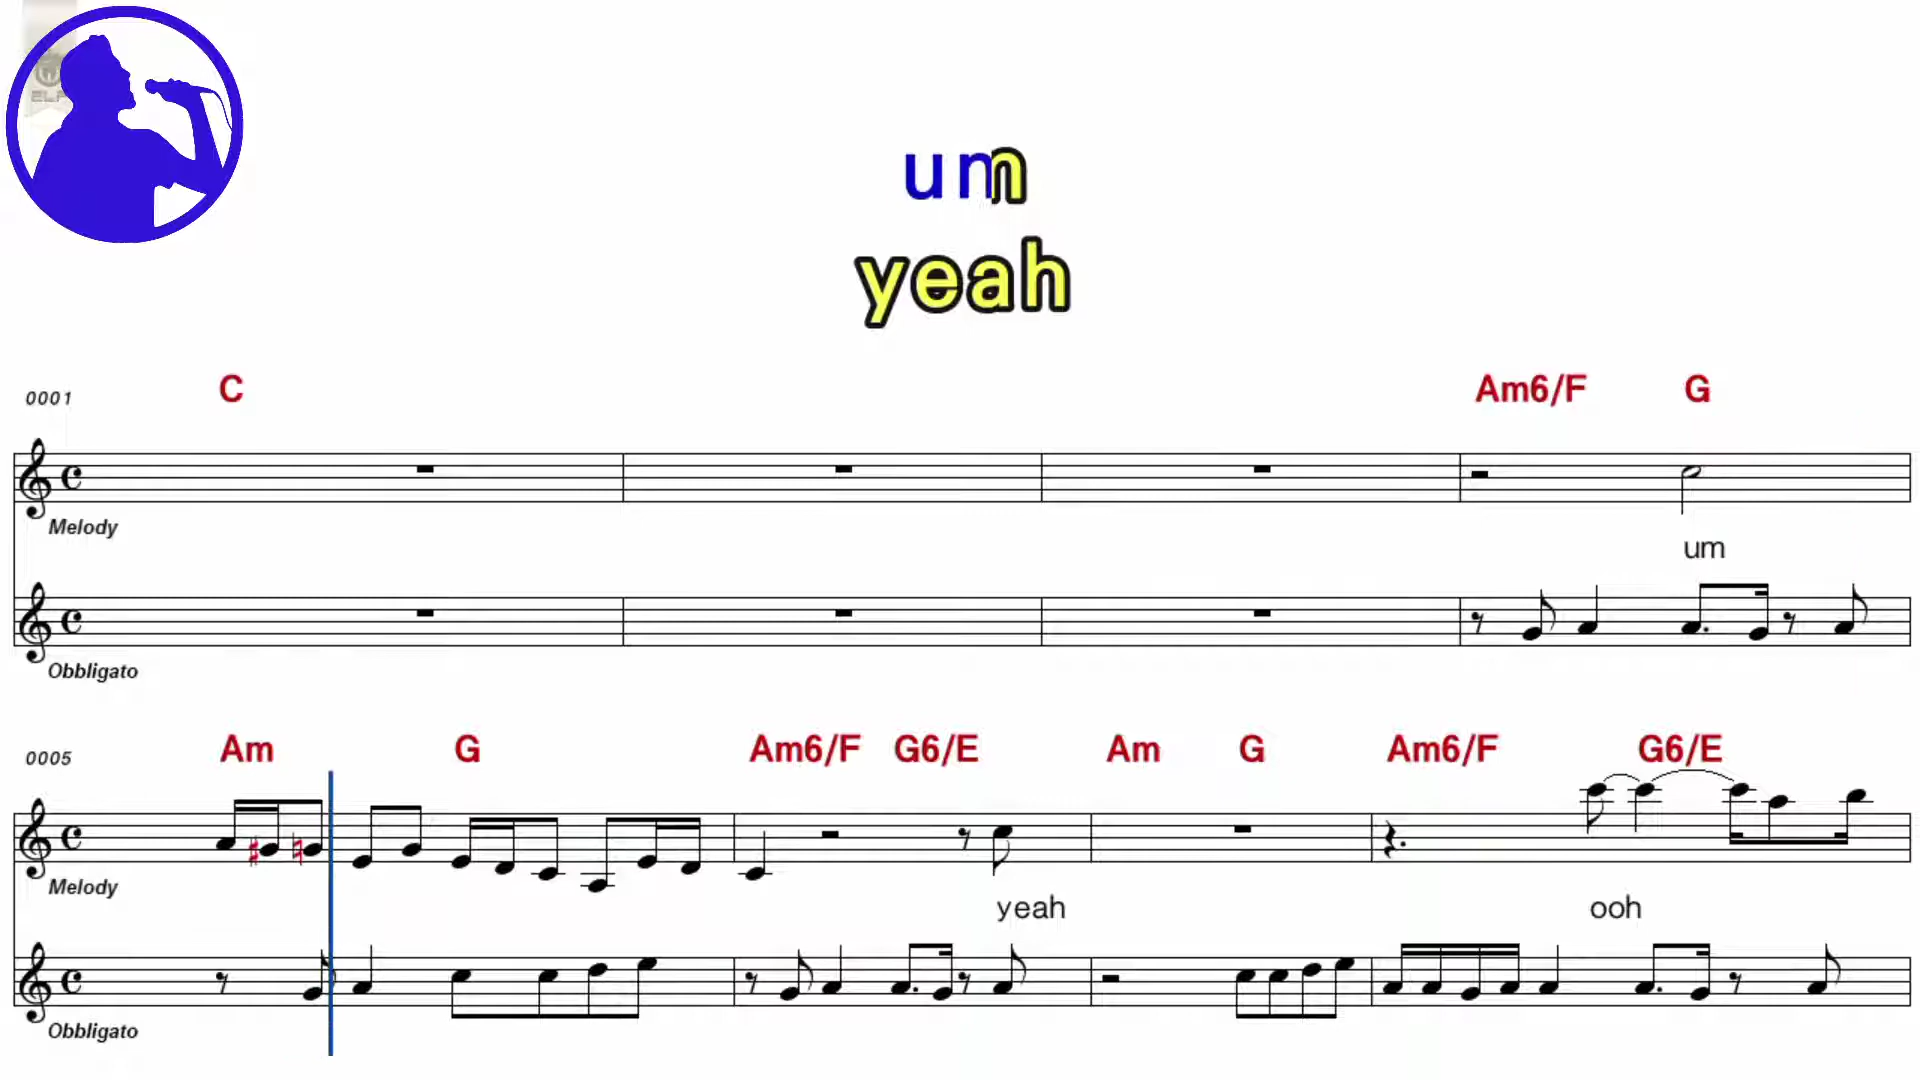 um
yeah
0001 C Am6/F G
Melody
um
Obbligato
0005 Am G Am6/F G6/E Am G Am6/F G6/E
Melody
yeah ooh
Obbligato